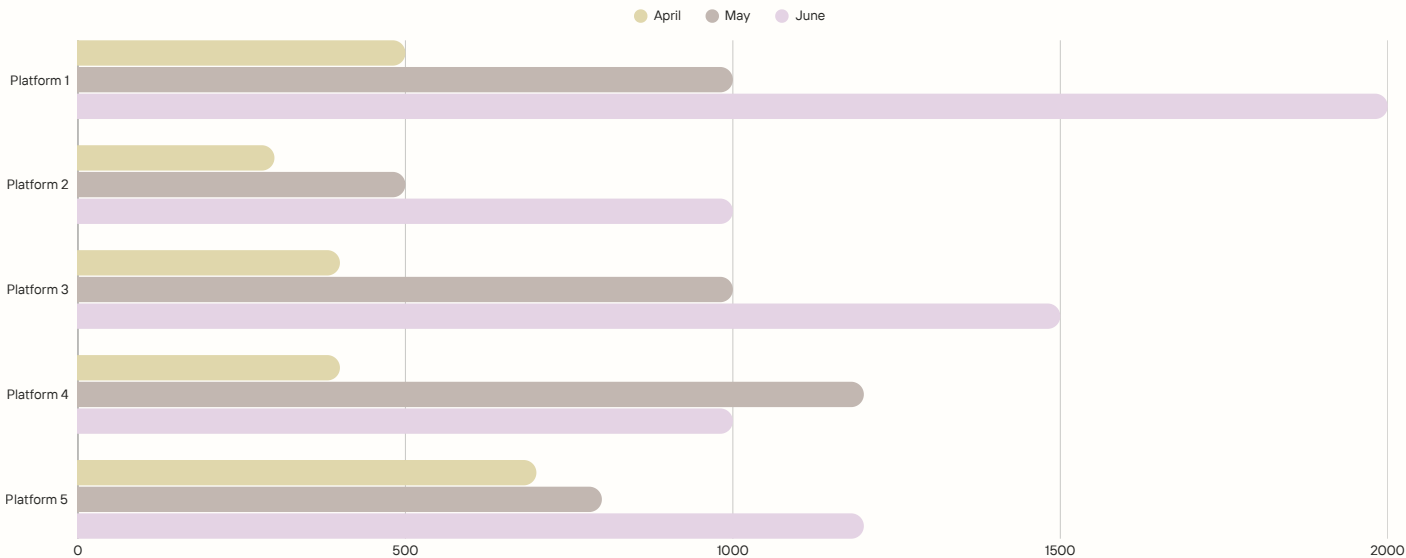 April May June
Platform 1
Platform 2
Platform 3
Platform 4
Platform 5
0 500 1000 1500 2000